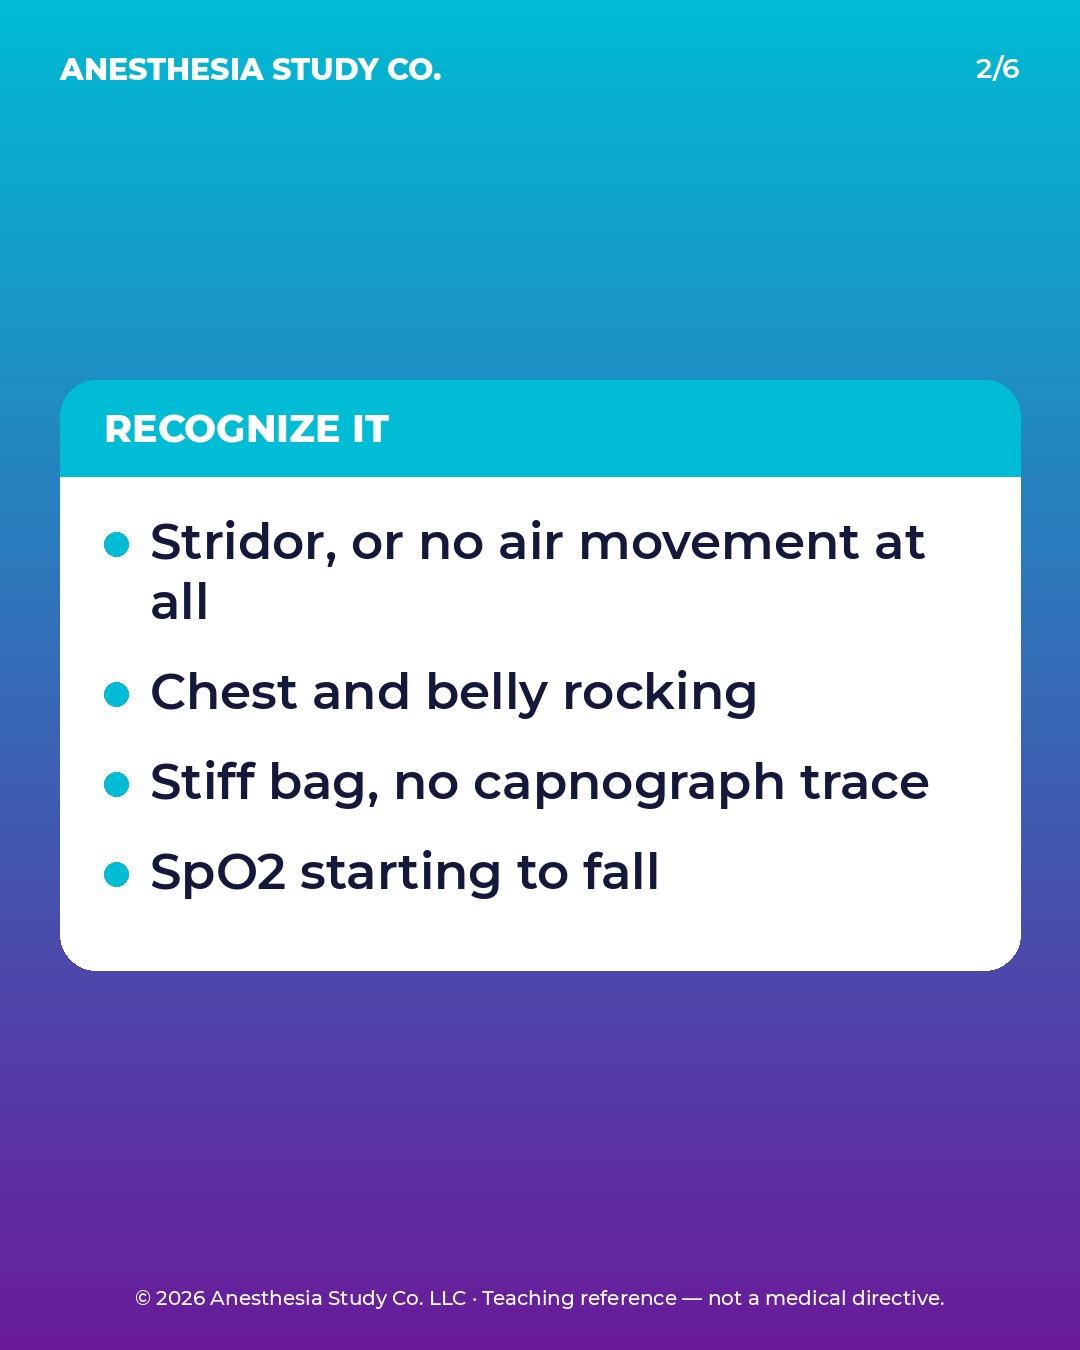 ANESTHESIA STUDY CO.
2/6
RECOGNIZE IT
Stridor, or no air movement at
all
Chest and belly rocking
Stiff bag, no capnograph trace
SpO2 starting to fall
© 2026 Anesthesia Study Co. LLC · Teaching reference — not a medical directive.